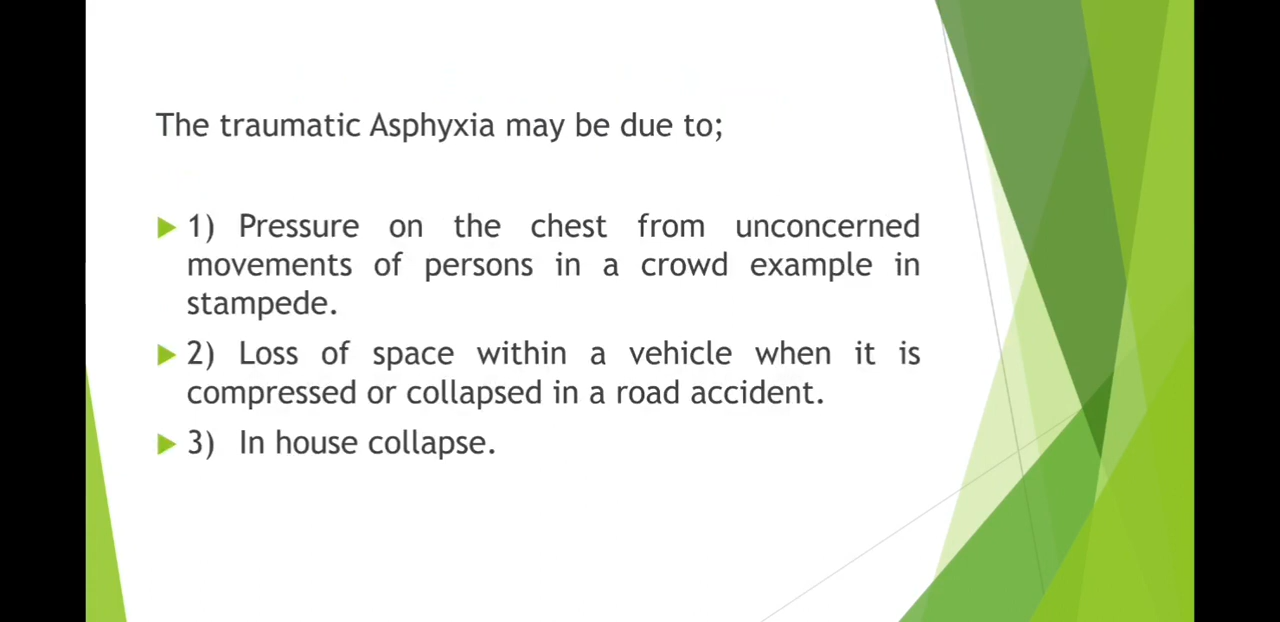 The traumatic Asphyxia may be due to;
1) Pressure on the chest from unconcerned
movements of persons in a crowd example in
stampede.
2) Loss of space within a vehicle when it is
compressed or collapsed in a road accident.
3) In house collapse.